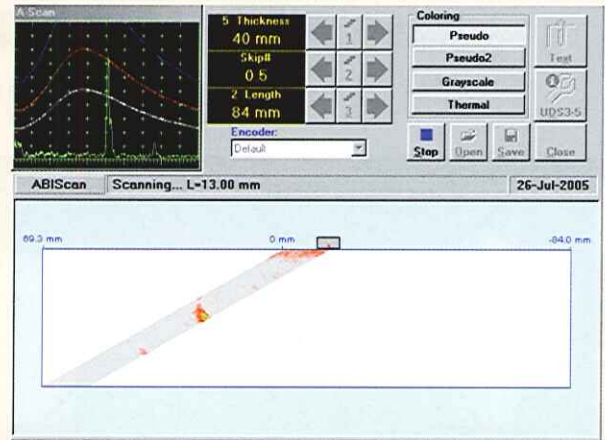 A-Scan
5 Thickness
40 mm
Skip#
0.5
2 Length
84 mm
1
2
3
Encoder:
Default
Coloring
Pseudo
Pseudo2
Grayscale
Thermal
Test
UDS3-5
Stop
Open
Save
Close
ABIScan
Scanning... L=13.00 mm
26-Jul-2005
69.3 mm
0 mm
-84.0 mm